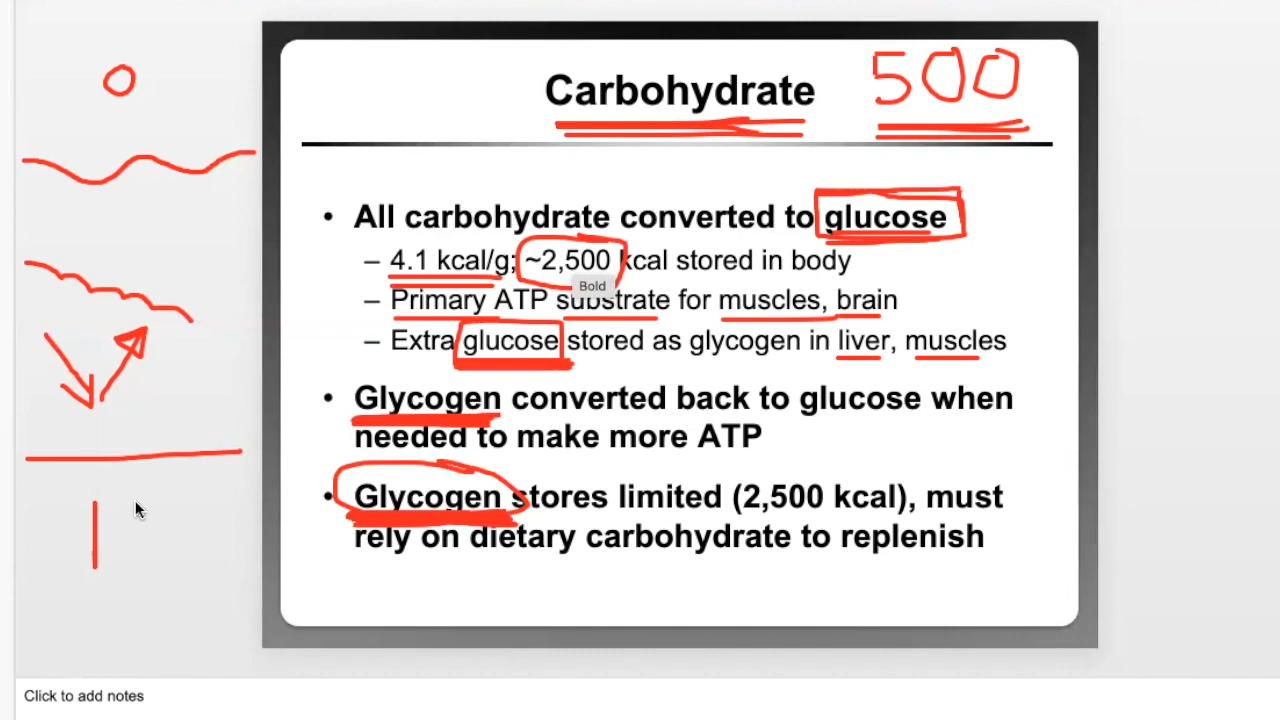 Carbohydrate 500
• All carbohydrate converted to glucose
– 4.1 kcal/g; ~2,500 kcal stored in body
Bold
– Primary ATP substrate for muscles, brain
– Extra glucose stored as glycogen in liver, muscles
• Glycogen converted back to glucose when
needed to make more ATP
• Glycogen stores limited (2,500 kcal), must
rely on dietary carbohydrate to replenish
Click to add notes